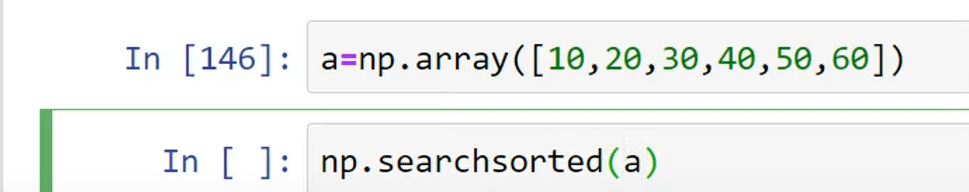 In [146]: a=np.array([10,20,30,40,50,60])
In [ ]: np.searchsorted(a)